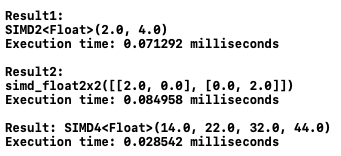 Result1:
SIMD2<Float>(2.0, 4.0)
Execution time: 0.071292 milliseconds
Result2:
simd_float2x2([[2.0, 0.0], [0.0, 2.0]])
Execution time: 0.084958 milliseconds
Result: SIMD4<Float>(14.0, 22.0, 32.0, 44.0)
Execution time: 0.028542 milliseconds